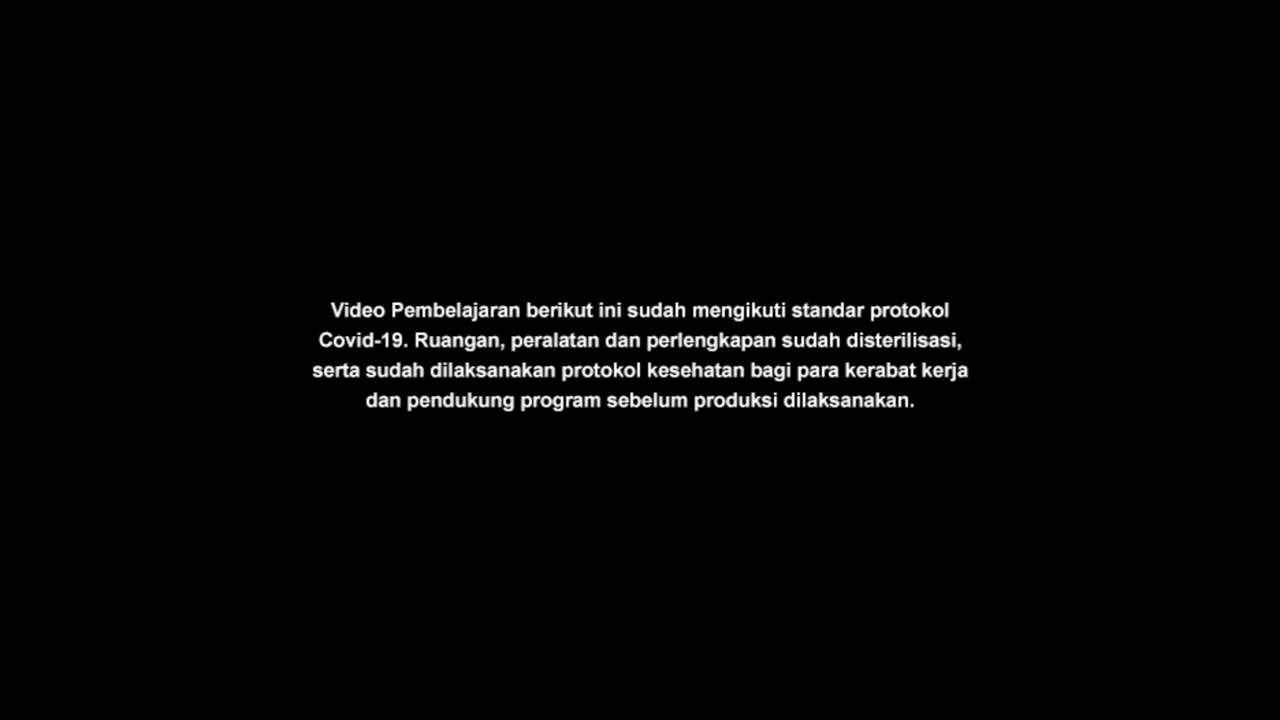 Video Pembelajaran berikut ini sudah mengikuti standar protokol
Covid-19. Ruangan, peralatan dan perlengkapan sudah disterilisasi,
serta sudah dilaksanakan protokol kesehatan bagi para kerabat kerja
dan pendukung program sebelum produksi dilaksanakan.